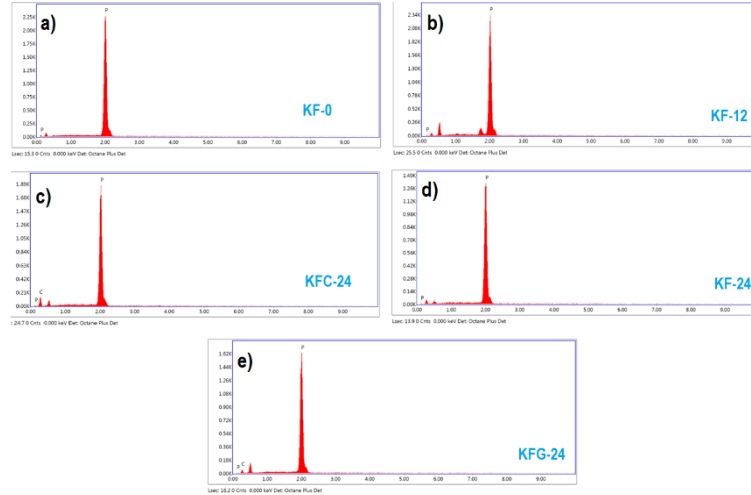 a)
P
2.25K
2.00K
1.75K
1.50K
1.25K
1.00K
0.75K
0.50K
0.25K
0.00K
P
KF-0
0.00 1.00 2.00 3.00 4.00 5.00 6.00 7.00 8.00 9.00
Lsec: 15.3 0 Cnts 0.000 keV Det: Octane Plus Det
b)
P
2.34K
2.08K
1.82K
1.56K
1.30K
1.04K
0.78K
0.52K
0.26K
0.00K
P
KF-12
0.00 1.00 2.00 3.00 4.00 5.00 6.00 7.00 8.00 9.00
Lsec: 25.5 0 Cnts 0.000 keV Det: Octane Plus Det
c)
P
1.89K
1.68K
1.47K
1.26K
1.05K
0.84K
0.63K
0.42K
0.21K
0.00K
P C
KFC-24
0.00 1.00 2.00 3.00 4.00 5.00 6.00 7.00 8.00 9.00
: 24.7 0 Cnts 0.000 keV Det: Octane Plus Det
d)
P
1.40K
1.26K
1.12K
0.98K
0.84K
0.70K
0.56K
0.42K
0.28K
0.14K
0.00K
P
KF-24
0.00 1.00 2.00 3.00 4.00 5.00 6.00 7.00 8.00 9.00
Lsec: 13.9 0 Cnts 0.000 keV Det: Octane Plus Det
e)
P
1.62K
1.44K
1.26K
1.08K
0.90K
0.72K
0.54K
0.36K
0.18K
0.00K
P C
KFG-24
0.00 1.00 2.00 3.00 4.00 5.00 6.00 7.00 8.00 9.00
Lsec: 16.2 0 Cnts 0.000 keV Det: Octane Plus Det